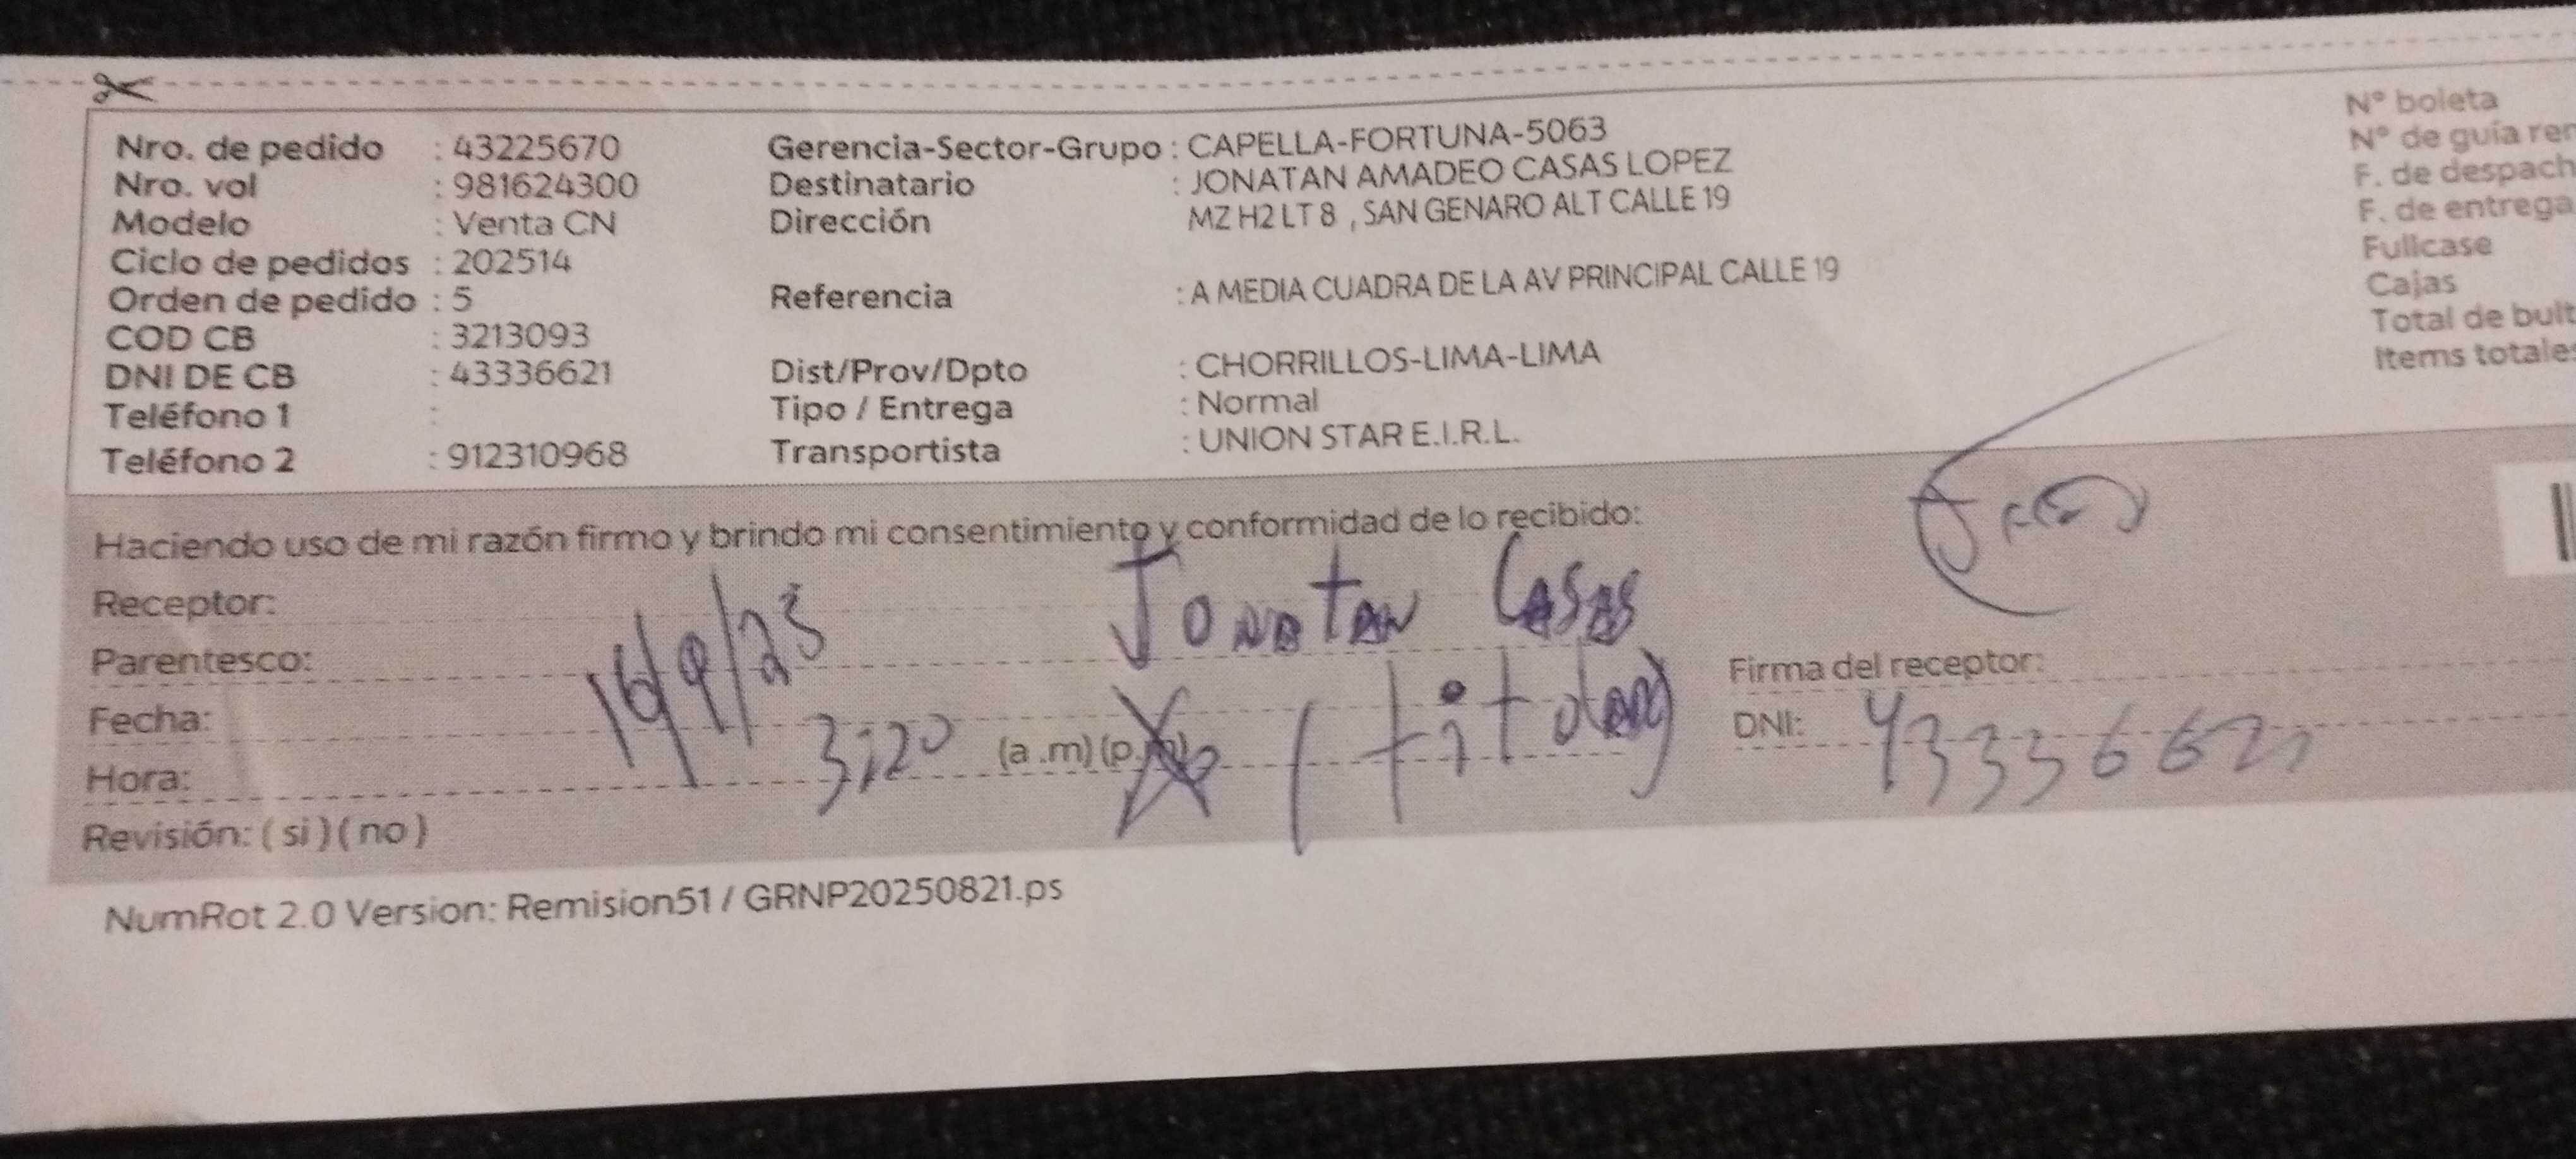 Nro. de pedido : 43225670 Gerencia-Sector-Grupo : CAPELLA-FORTUNA-5063 N° boleta
Nro. vol : 981624300 Destinatario : JONATAN AMADEO CASAS LOPEZ N° de guía rem
Modelo : Venta CN Dirección MZ H2 LT 8 , SAN GENARO ALT CALLE 19 F. de despach
Ciclo de pedidos : 202514 F. de entrega
Orden de pedido : 5 Referencia : A MEDIA CUADRA DE LA AV PRINCIPAL CALLE 19 Fullcase
COD CB : 3213093 Cajas
DNI DE CB : 43336621 Dist/Prov/Dpto : CHORRILLOS-LIMA-LIMA Total de bult
Teléfono 1 : Tipo / Entrega : Normal Items totales
Teléfono 2 : 912310968 Transportista : UNION STAR E.I.R.L.
Haciendo uso de mi razón firmo y brindo mi consentimiento y conformidad de lo recibido:
Receptor: Jonatan Casas
Parentesco: (titular) Firma del receptor:
Fecha: 16/9/25 DNI: 43336621
Hora: 3:20 (a .m) (p.m)
Revisión: ( si ) ( no )
NumRot 2.0 Version: Remision51 / GRNP20250821.ps